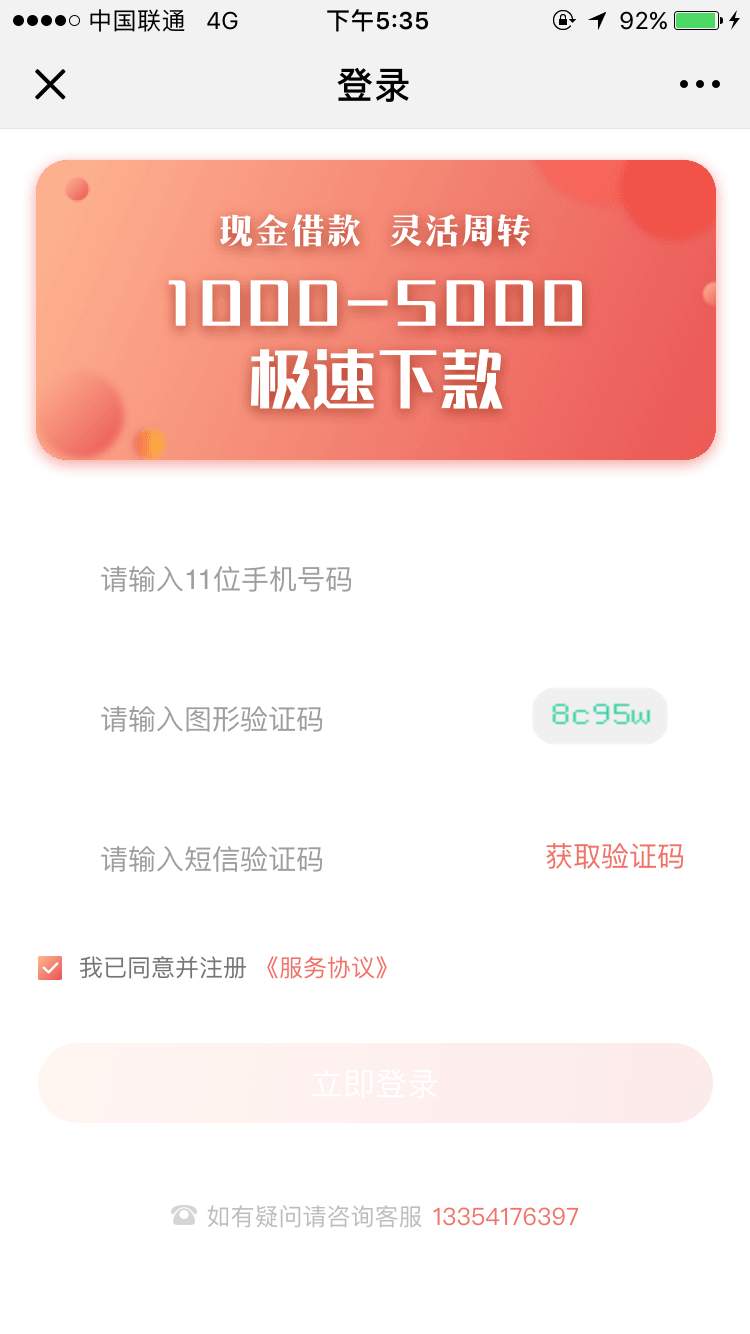 中国联通 4G 下午5:35 92%
登录
现金借款 灵活周转
1000-5000
极速下款
请输入11位手机号码
请输入图形验证码 8c95w
请输入短信验证码 获取验证码
我已同意并注册 《服务协议》
立即登录
如有疑问请咨询客服 13354176397